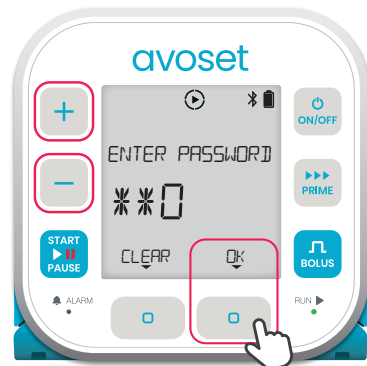 avoset
+
ON/OFF
ENTER PASSWORD
−
PRIME
**0
START
PAUSE
CLEAR
OK
BOLUS
ALARM
RUN